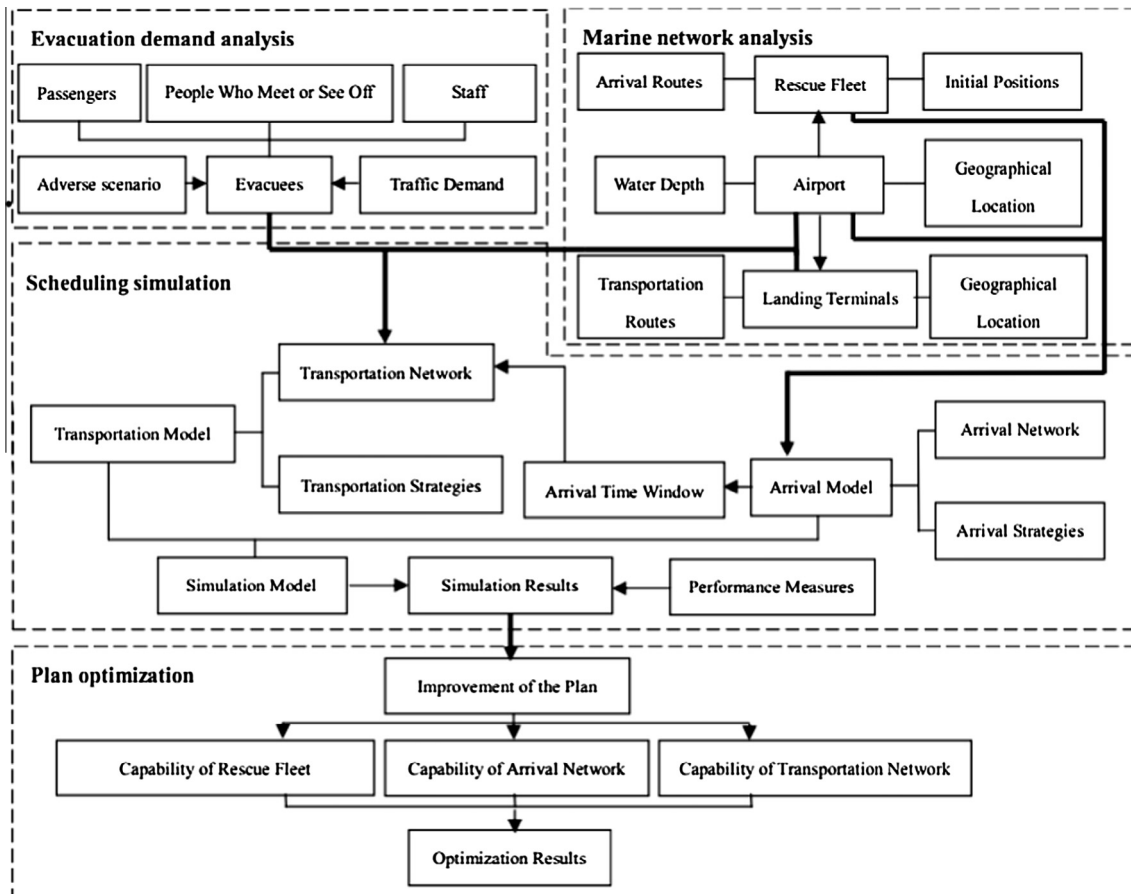 Evacuation demand analysis
Passengers
People Who Meet or See Off
Staff
Adverse scenario
Evacuees
Traffic Demand
Marine network analysis
Arrival Routes
Rescue Fleet
Initial Positions
Water Depth
Airport
Geographical
Location
Transportation
Routes
Landing Terminals
Geographical
Location
Scheduling simulation
Transportation Network
Transportation Model
Transportation Strategies
Arrival Time Window
Arrival Model
Arrival Network
Arrival Strategies
Simulation Model
Simulation Results
Performance Measures
Plan optimization
Improvement of the Plan
Capability of Rescue Fleet
Capability of Arrival Network
Capability of Transportation Network
Optimization Results